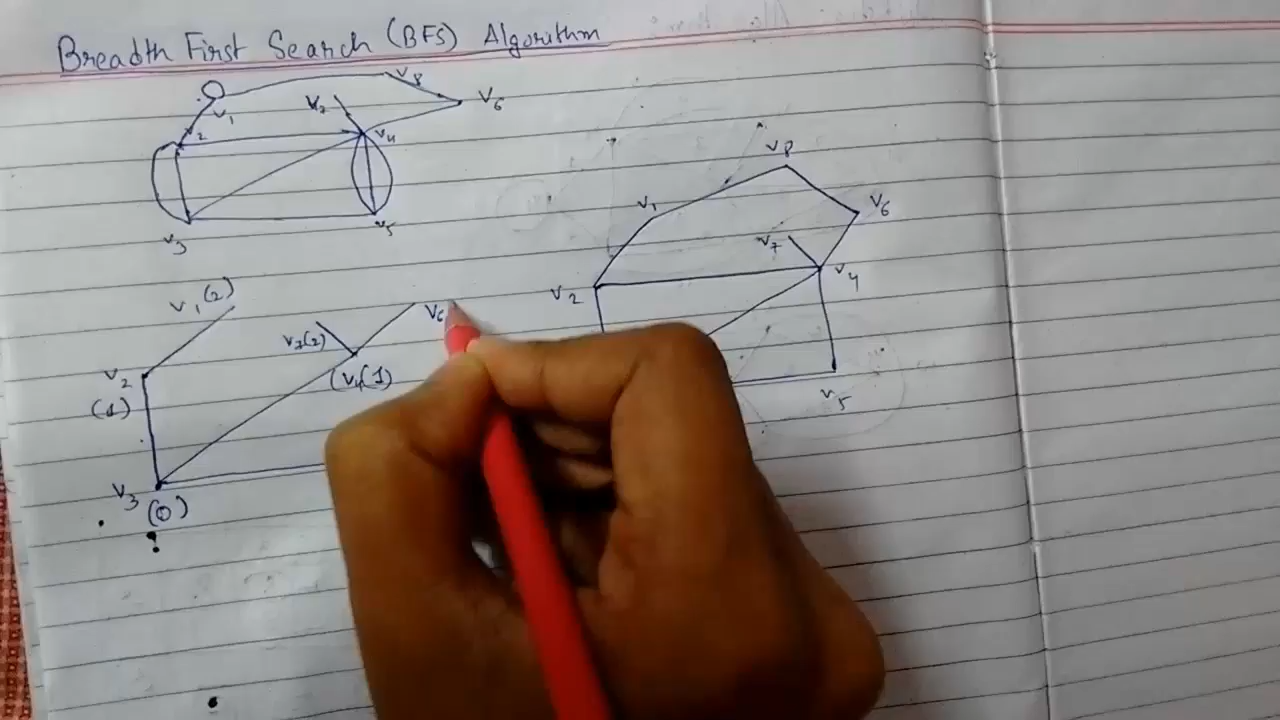 Breadth First Search (BFS) Algorithm
V8
V6
V7
V1
V2
V4
V3
V5
V8
V1
V6
V7
V4
V2
V5
V1(2)
V6
V7(2)
V2
(1)
(V4(1)
V3
(0)